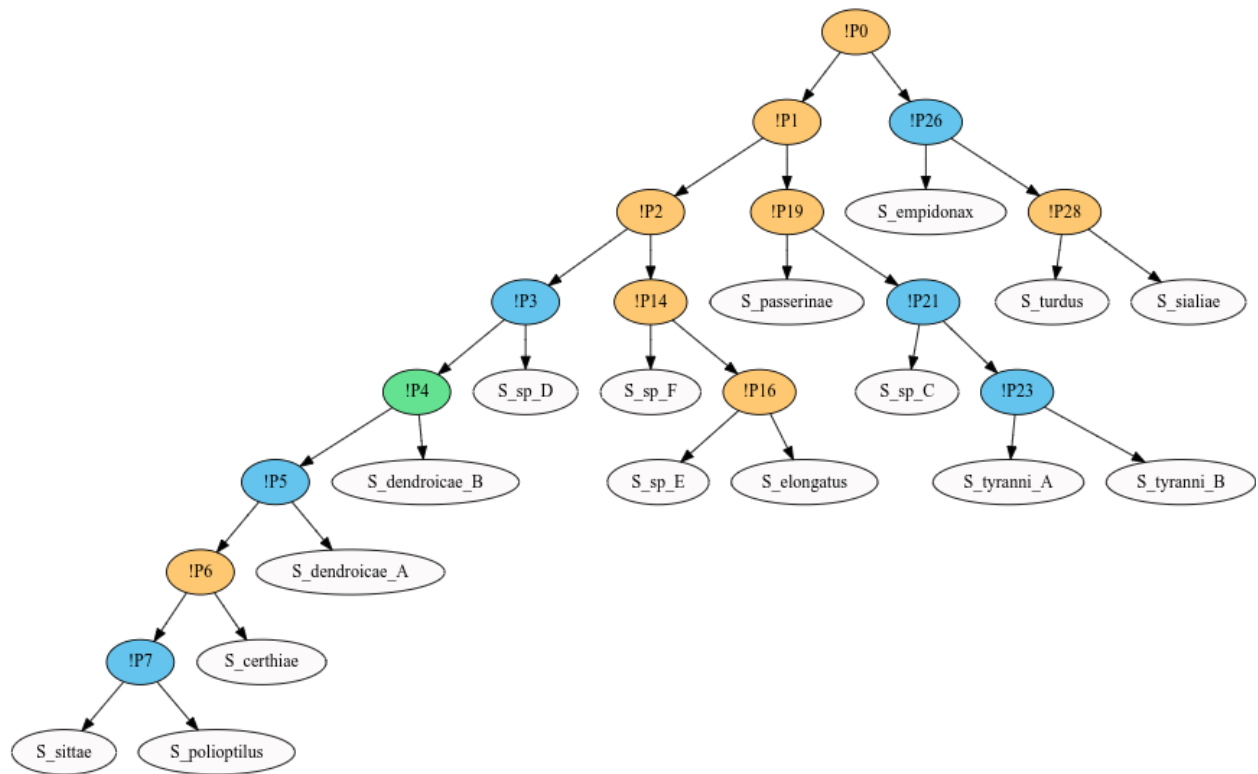 !P0
!P1
!P26
!P2
!P19
S_empidonax
!P28
!P3
!P14
S_passerinae
!P21
S_turdus
S_sialiae
!P4
S_sp_D
S_sp_F
!P16
S_sp_C
!P23
!P5
S_dendroicae_B
S_sp_E
S_elongatus
S_tyranni_A
S_tyranni_B
!P6
S_dendroicae_A
!P7
S_certhiae
S_sittae
S_polioptilus